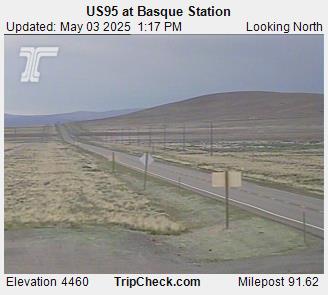 US95 at Basque Station
Updated: May 03 2025 1:17 PM Looking North
Elevation 4460 TripCheck.com Milepost 91.62